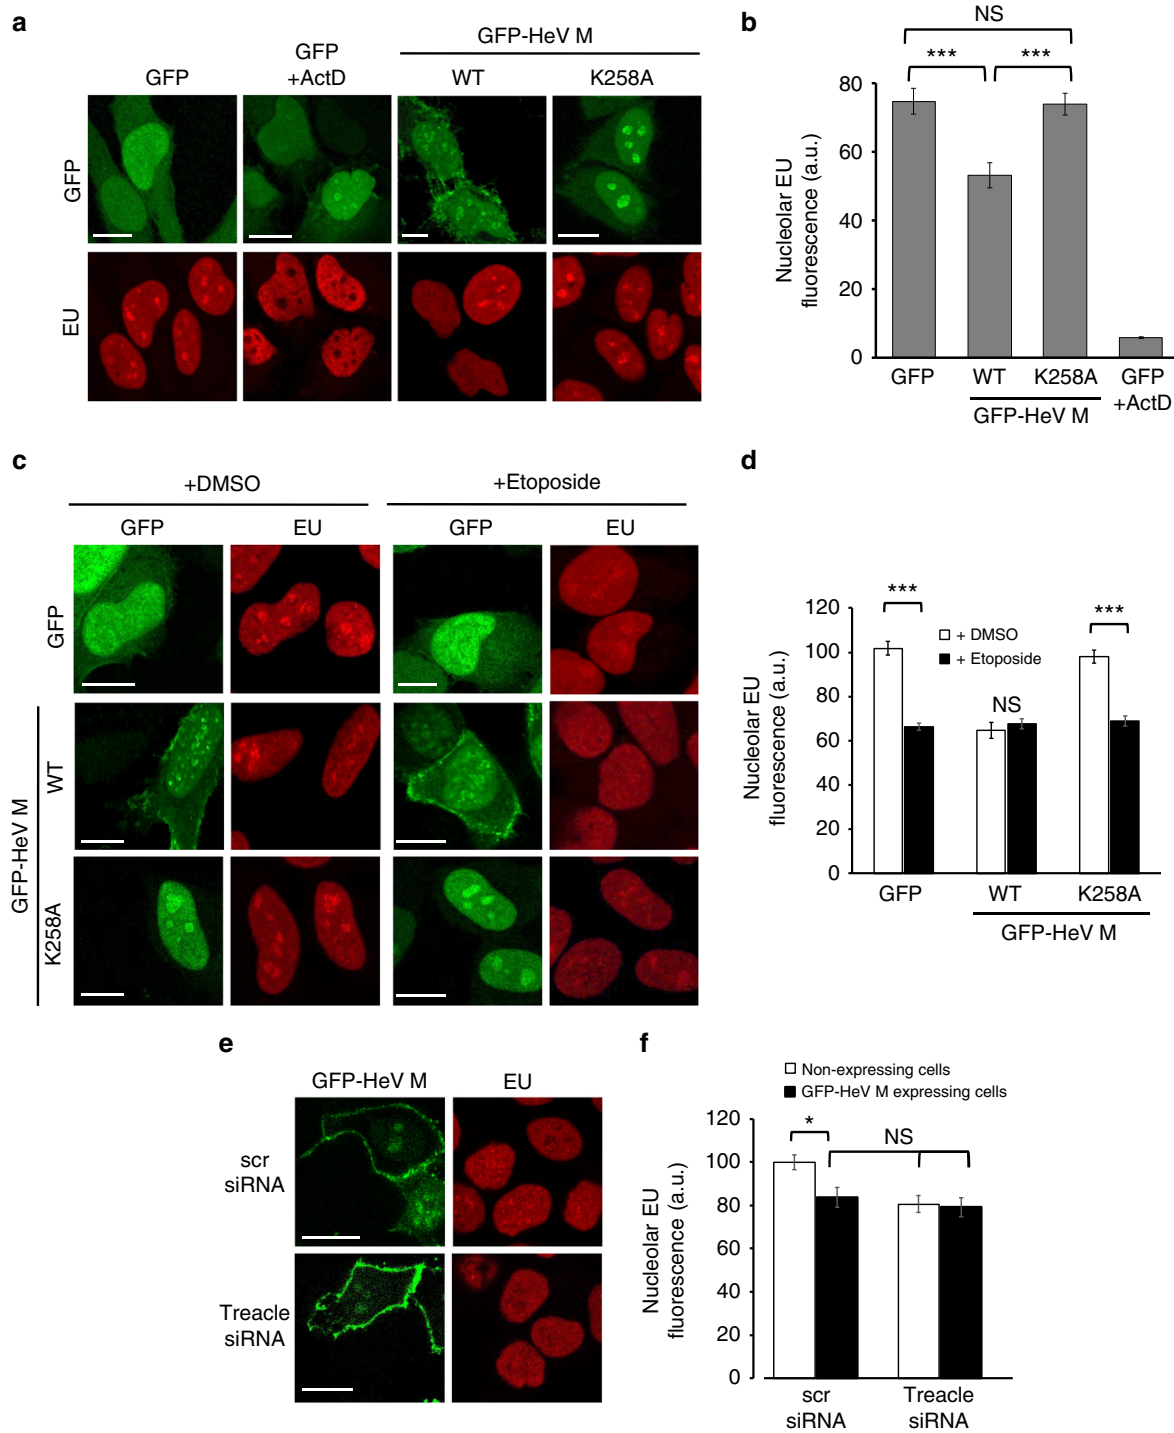 a
GFP-HeV M
GFP
GFP
+ActD
WT
K258A
GFP
EU
b
NS
***
***
Nucleolar EU
fluorescence (a.u.)
80
60
40
20
0
GFP
WT
K258A
GFP
+ActD
GFP-HeV M
c
+DMSO
+Etoposide
GFP
EU
GFP
EU
GFP
WT
K258A
GFP-HeV M
d
***
***
NS
+ DMSO
+ Etoposide
Nucleolar EU
fluorescence (a.u.)
120
100
80
60
40
20
0
GFP
WT
K258A
GFP-HeV M
e
GFP-HeV M
EU
scr
siRNA
Treacle
siRNA
f
Non-expressing cells
GFP-HeV M expressing cells
*
NS
Nucleolar EU
fluorescence (a.u.)
120
100
80
60
40
20
0
scr
siRNA
Treacle
siRNA